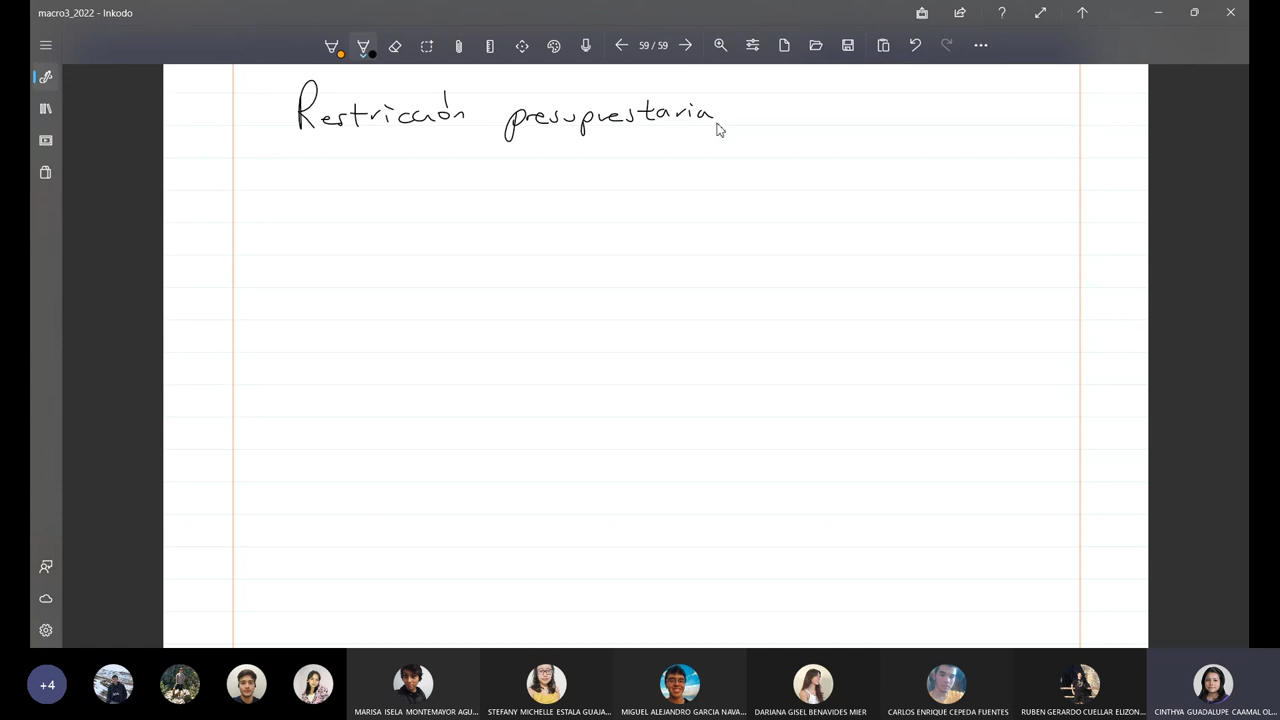 macro3_2022 - Inkodo
59 / 59
Restricción presupuestaria
+4
MARISA ISELA MONTEMAYOR AGU...
STEFANY MICHELLE ESTALA GUAJA...
MIGUEL ALEJANDRO GARCIA NAVA...
DARIANA GISEL BENAVIDES MIER
CARLOS ENRIQUE CEPEDA FUENTES
RUBEN GERARDO CUELLAR ELIZON...
CINTHYA GUADALUPE CAAMAL OL...